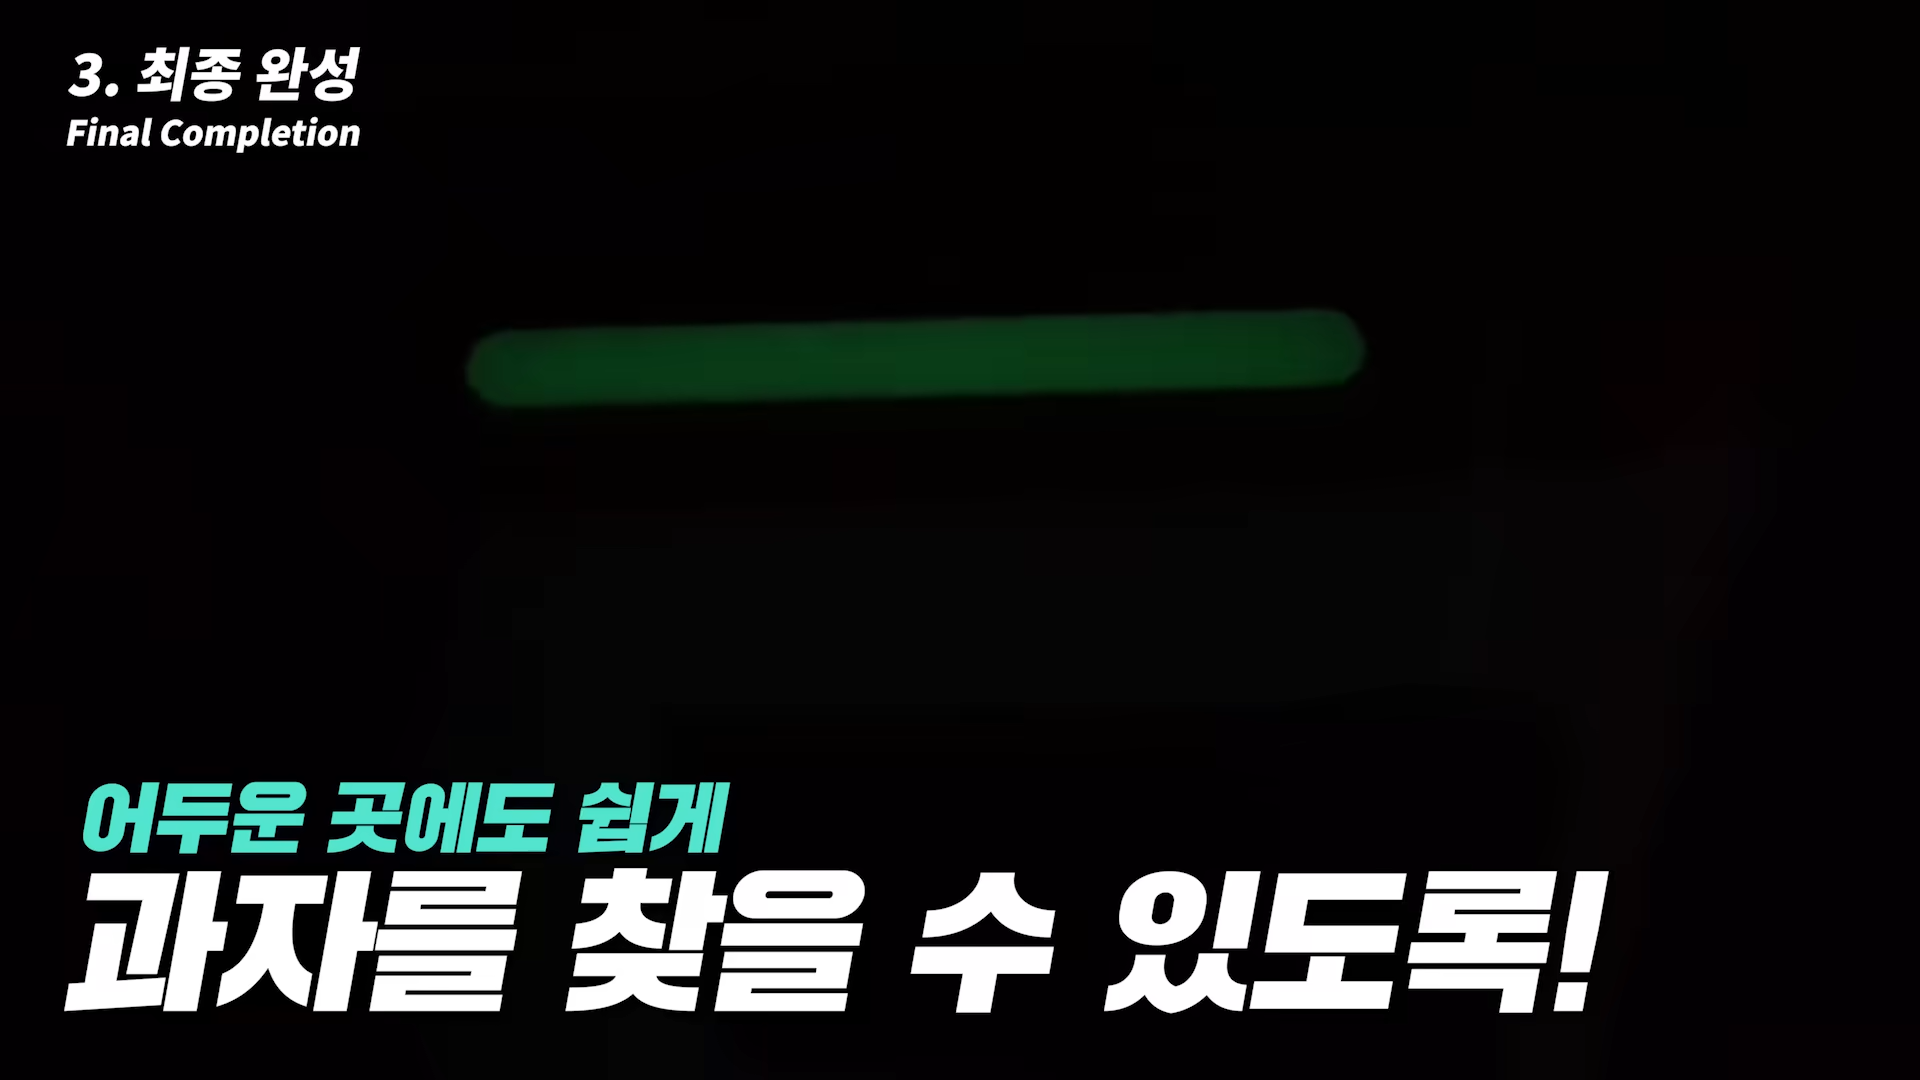 3. 최종 완성
Final Completion
어두운 곳에도 쉽게
과자를 찾을 수 있도록!